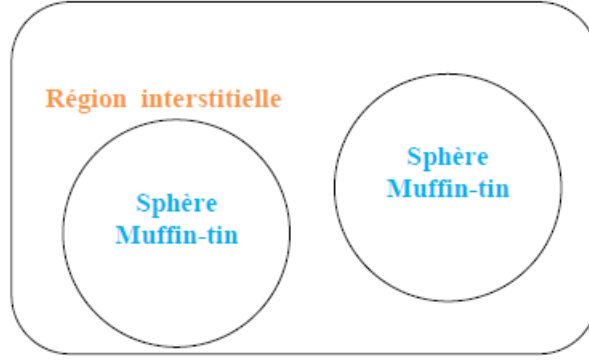 Région interstitielle
Sphère
Muffin-tin
Sphère
Muffin-tin